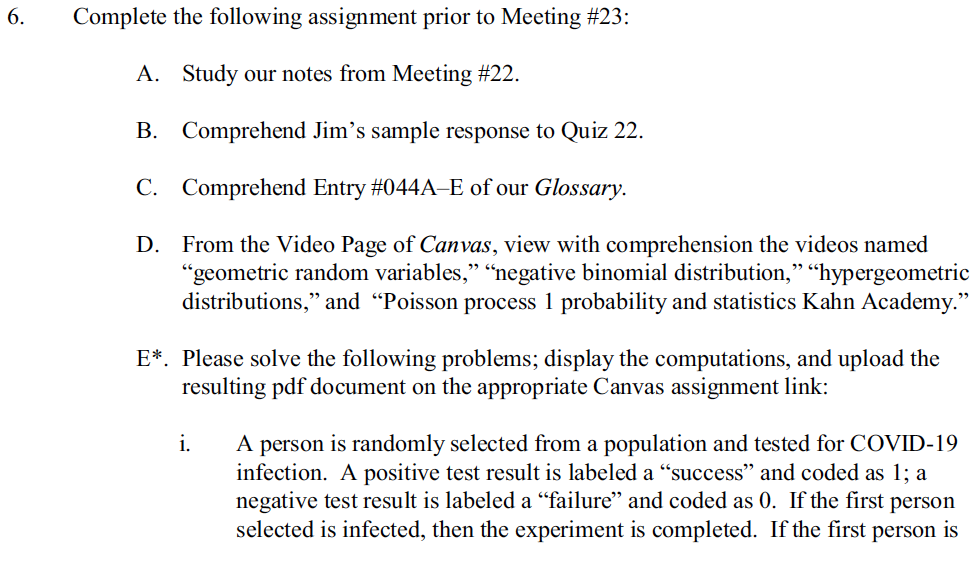 6. Complete the following assignment prior to Meeting #23:
A. Study our notes from Meeting #22.
B. Comprehend Jim's sample response to Quiz 22.
C. Comprehend Entry #044A–E of our Glossary.
D. From the Video Page of Canvas, view with comprehension the videos named
“geometric random variables,” “negative binomial distribution,” “hypergeometric
distributions,” and “Poisson process 1 probability and statistics Kahn Academy.”
E*. Please solve the following problems; display the computations, and upload the
resulting pdf document on the appropriate Canvas assignment link:
i. A person is randomly selected from a population and tested for COVID-19
infection. A positive test result is labeled a “success” and coded as 1; a
negative test result is labeled a “failure” and coded as 0. If the first person
selected is infected, then the experiment is completed. If the first person is